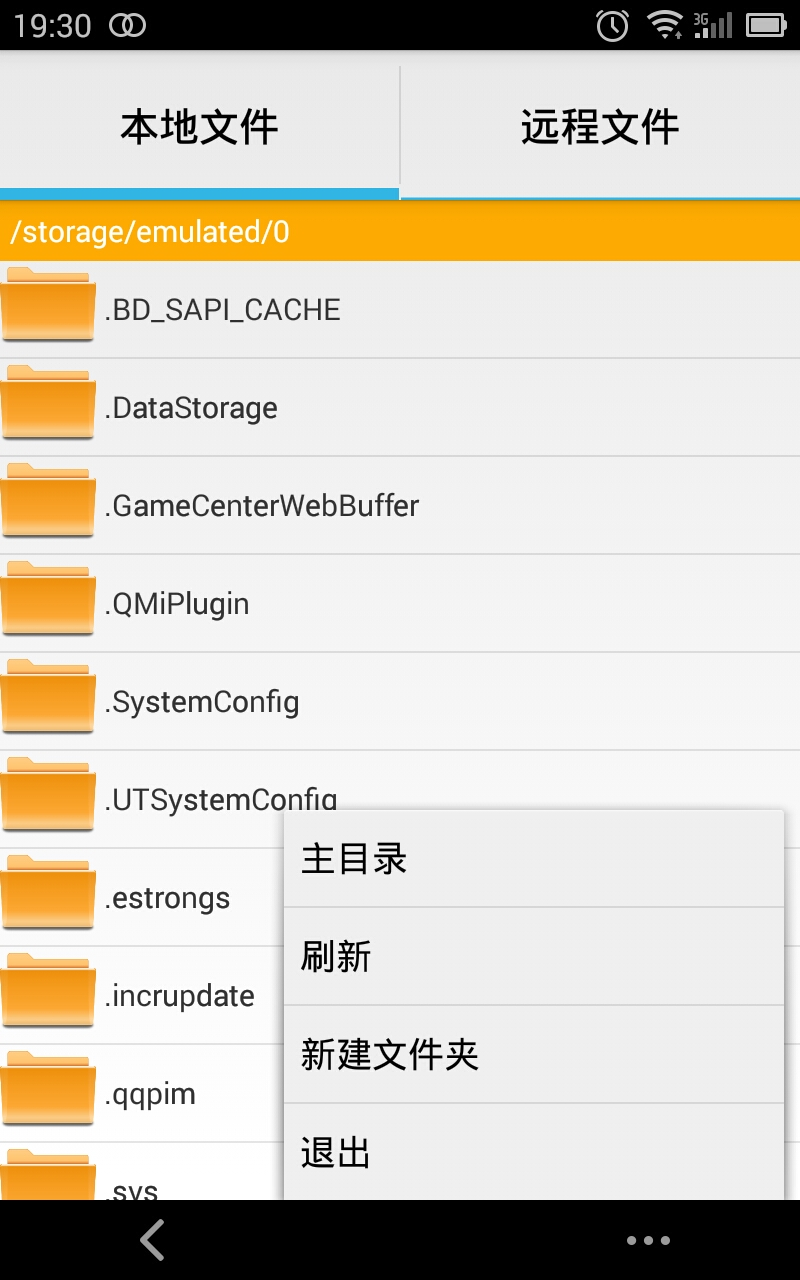 19:30
3G
本地文件
远程文件
/storage/emulated/0
.BD_SAPI_CACHE
.DataStorage
.GameCenterWebBuffer
.QMiPlugin
.SystemConfig
.UTSystemConfig
.estrongs
.incrupdate
.qqpim
.sys
主目录
刷新
新建文件夹
退出